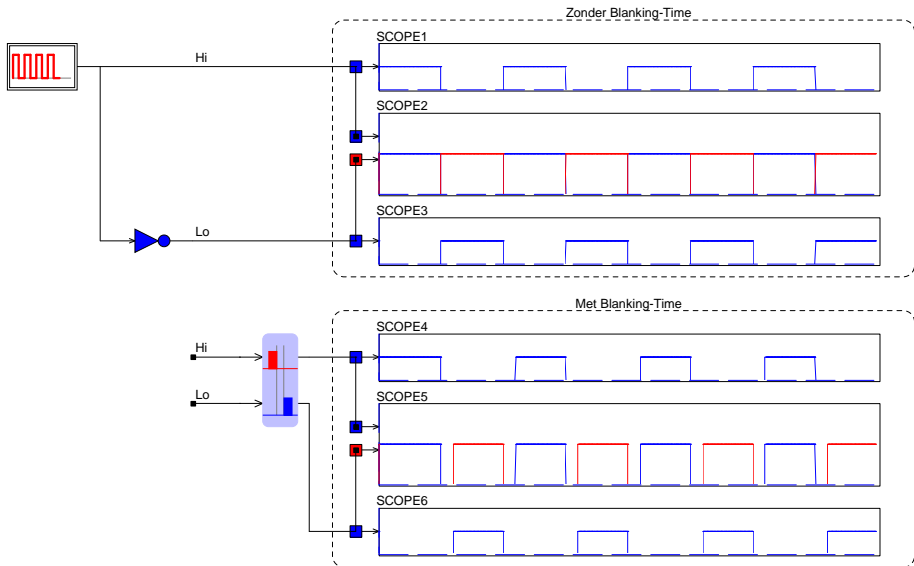 Zonder Blanking-Time
SCOPE1
Hi
SCOPE2
SCOPE3
Lo
Met Blanking-Time
SCOPE4
Hi
Lo
SCOPE5
SCOPE6